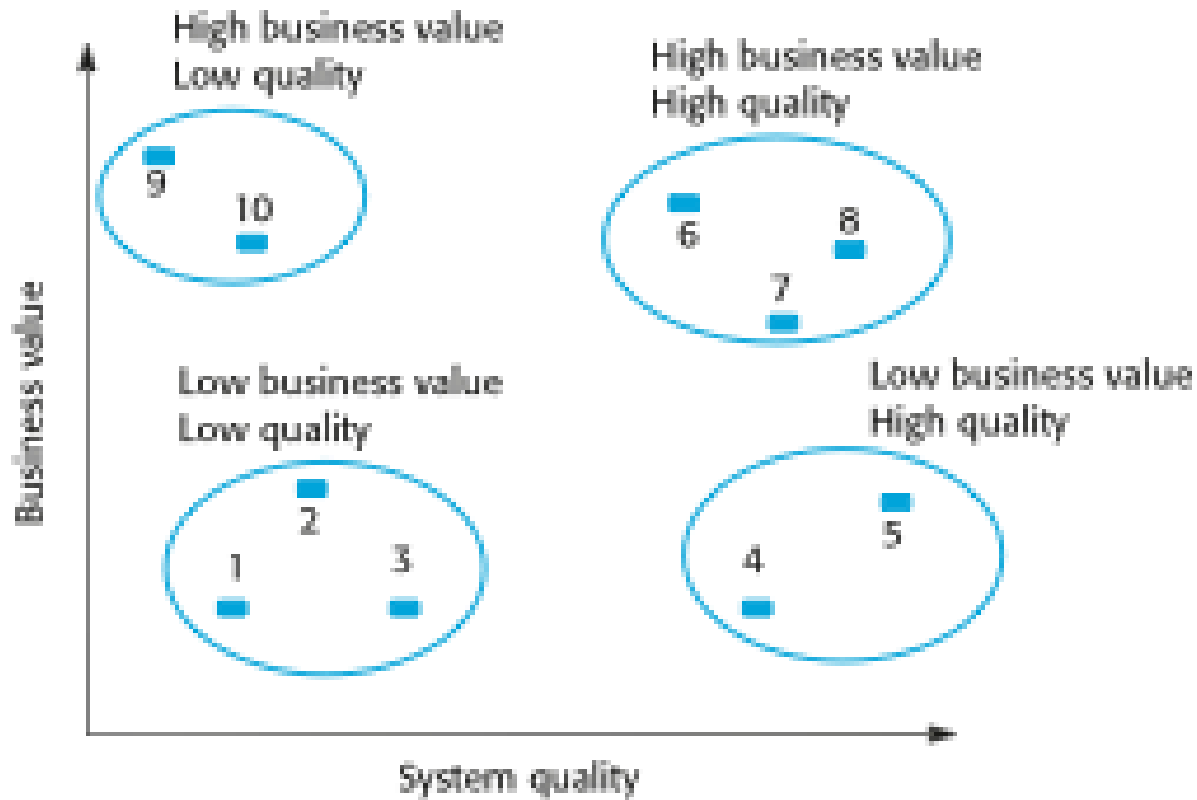 High business value
Low quality
High business value
High quality
9
10
6
8
7
Business value
Low business value
Low quality
Low business value
High quality
2
5
1
3
4
System quality